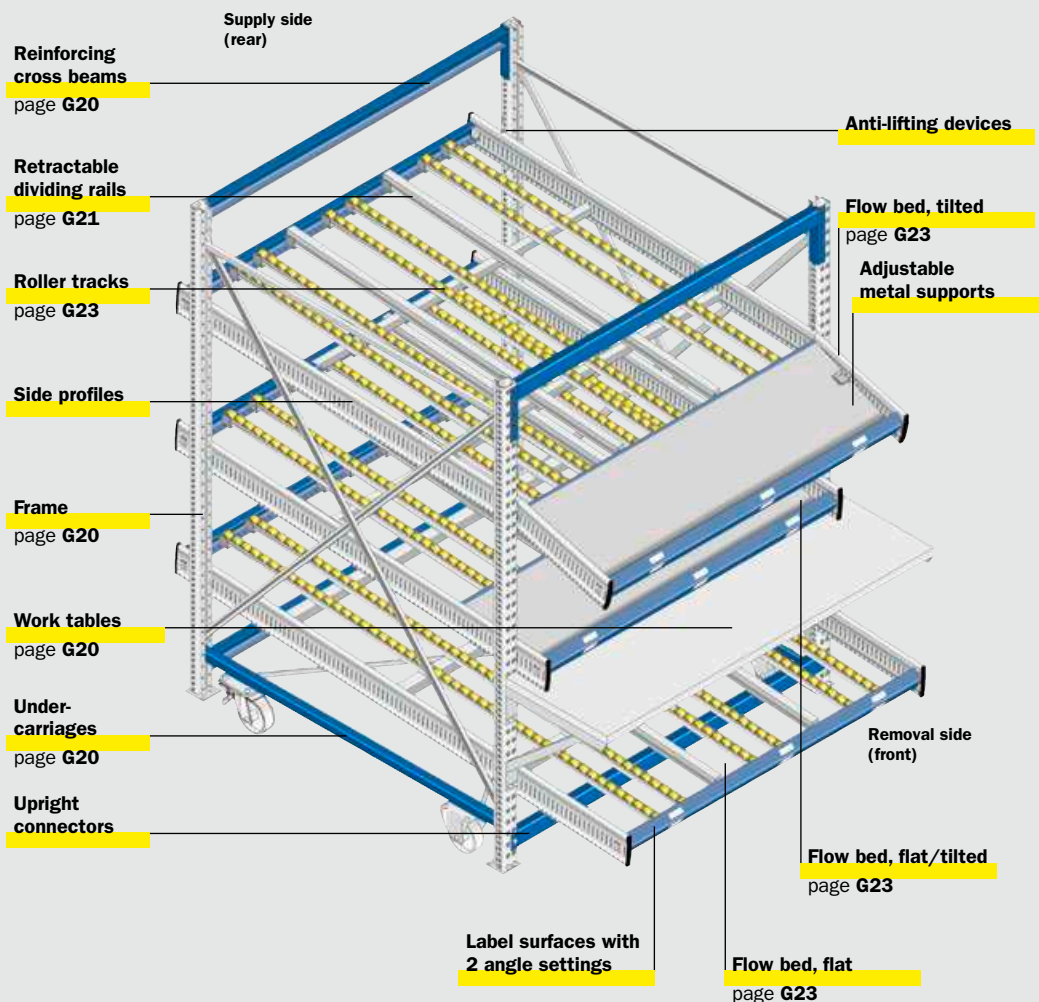 Supply side
(rear)
Reinforcing
cross beams
page G20
Retractable
dividing rails
page G21
Roller tracks
page G23
Side profiles
Frame
page G20
Work tables
page G20
Under-
carriages
page G20
Upright
connectors
Anti-lifting devices
Flow bed, tilted
page G23
Adjustable
metal supports
Removal side
(front)
Flow bed, flat/tilted
page G23
Label surfaces with
2 angle settings
Flow bed, flat
page G23